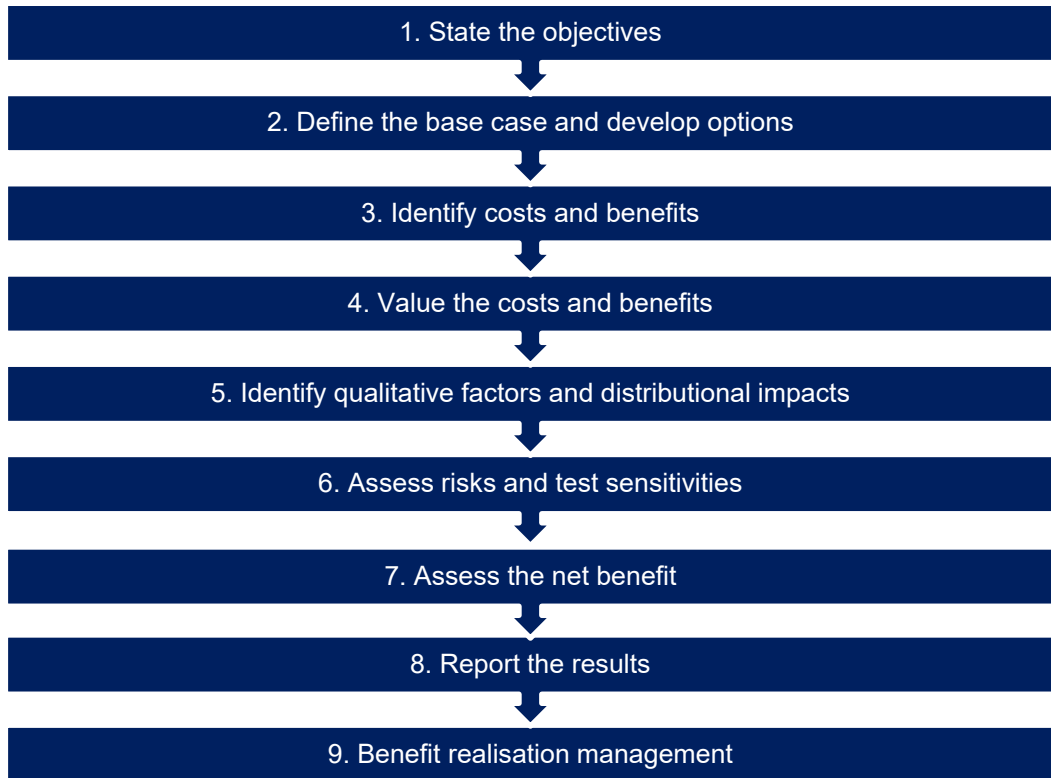 1. State the objectives
2. Define the base case and develop options
3. Identify costs and benefits
4. Value the costs and benefits
5. Identify qualitative factors and distributional impacts
6. Assess risks and test sensitivities
7. Assess the net benefit
8. Report the results
9. Benefit realisation management